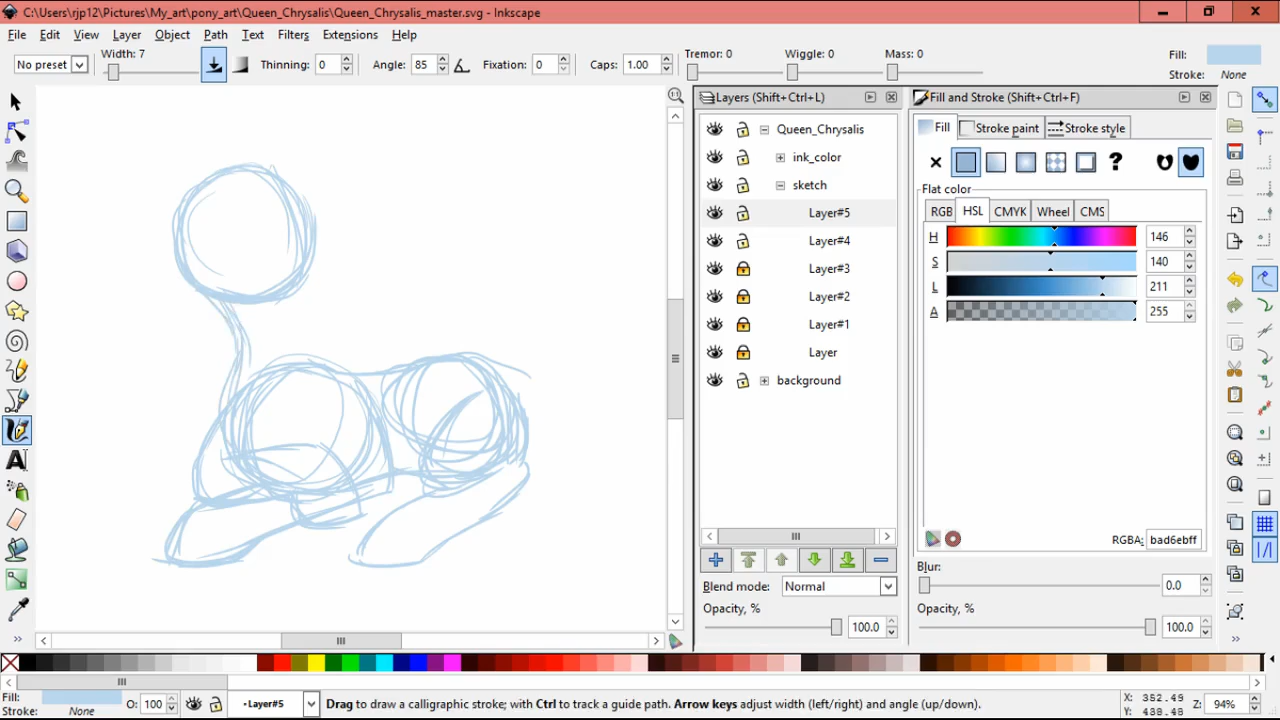 C:\Users\rjp12\Pictures\My_art\pony_art\Queen_Chrysalis\Queen_Chrysalis_master.svg - Inkscape
File Edit View Layer Object Path Text Filters Extensions Help
No preset Width: 7 Thinning: 0 Angle: 85 Fixation: 0 Caps: 1.00 Tremor: 0 Wiggle: 0 Mass: 0 Fill:
Stroke: None
Layers (Shift+Ctrl+L)
Queen_Chrysalis
ink_color
sketch
Layer#5
Layer#4
Layer#3
Layer#2
Layer#1
Layer
background
Blend mode: Normal
Opacity, % 100.0
Fill and Stroke (Shift+Ctrl+F)
Fill Stroke paint Stroke style
?
Flat color
RGB HSL CMYK Wheel CMS
H 146
S 140
L 211
A 255
RGBA: bad6ebff
Blur:
0.0
Opacity, %
100.0
Fill:
Stroke: None O: 100 •Layer#5 Drag to draw a calligraphic stroke; with Ctrl to track a guide path. Arrow keys adjust width (left/right) and angle (up/down). X: 352.49
Y: 438.48 Z: 94%